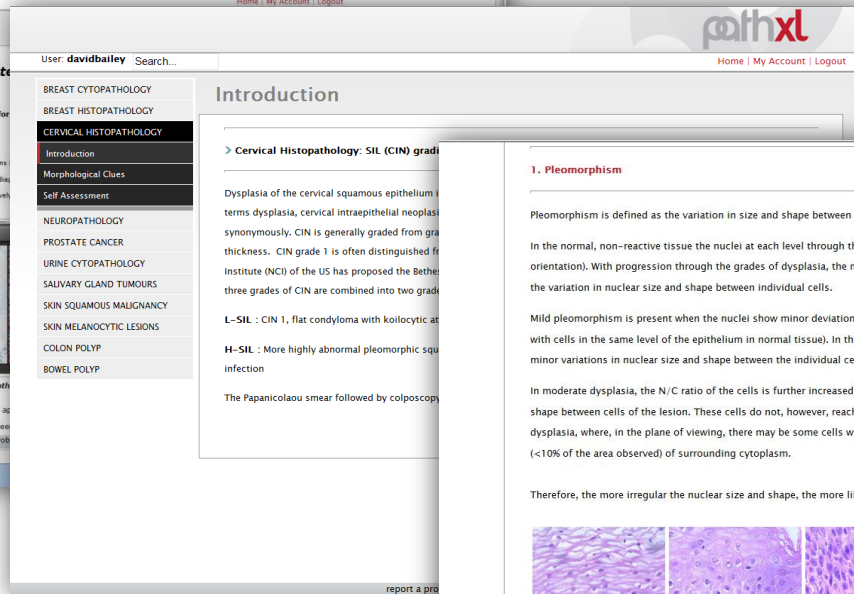 Home | My Account | Logout
pathxl
User: davidbailey Search...
Home | My Account | Logout
BREAST CYTOPATHOLOGY
BREAST HISTOPATHOLOGY
CERVICAL HISTOPATHOLOGY
Introduction
Morphological Clues
Self Assessment
NEUROPATHOLOGY
PROSTATE CANCER
URINE CYTOPATHOLOGY
SALIVARY GLAND TUMOURS
SKIN SQUAMOUS MALIGNANCY
SKIN MELANOCYTIC LESIONS
COLON POLYP
BOWEL POLYP
Introduction
Cervical Histopathology: SIL (CIN) gradi
Dysplasia of the cervical squamous epithelium i
terms dysplasia, cervical intraepithelial neoplasi
synonymously. CIN is generally graded from gra
thickness. CIN grade 1 is often distinguished fr
Institute (NCI) of the US has proposed the Bethes
three grades of CIN are combined into two grade
L-SIL : CIN 1, flat condyloma with koilocytic at
H-SIL : More highly abnormal pleomorphic squ
infection
The Papanicolaou smear followed by colposcopy
report a pro
1. Pleomorphism
Pleomorphism is defined as the variation in size and shape between
In the normal, non-reactive tissue the nuclei at each level through th
orientation). With progression through the grades of dysplasia, the n
the variation in nuclear size and shape between individual cells.
Mild pleomorphism is present when the nuclei show minor deviation
with cells in the same level of the epithelium in normal tissue). In th
minor variations in nuclear size and shape between the individual ce
In moderate dysplasia, the N/C ratio of the cells is further increased
shape between cells of the lesion. These cells do not, however, reach
dysplasia, where, in the plane of viewing, there may be some cells w
(<10% of the area observed) of surrounding cytoplasm.
Therefore, the more irregular the nuclear size and shape, the more li